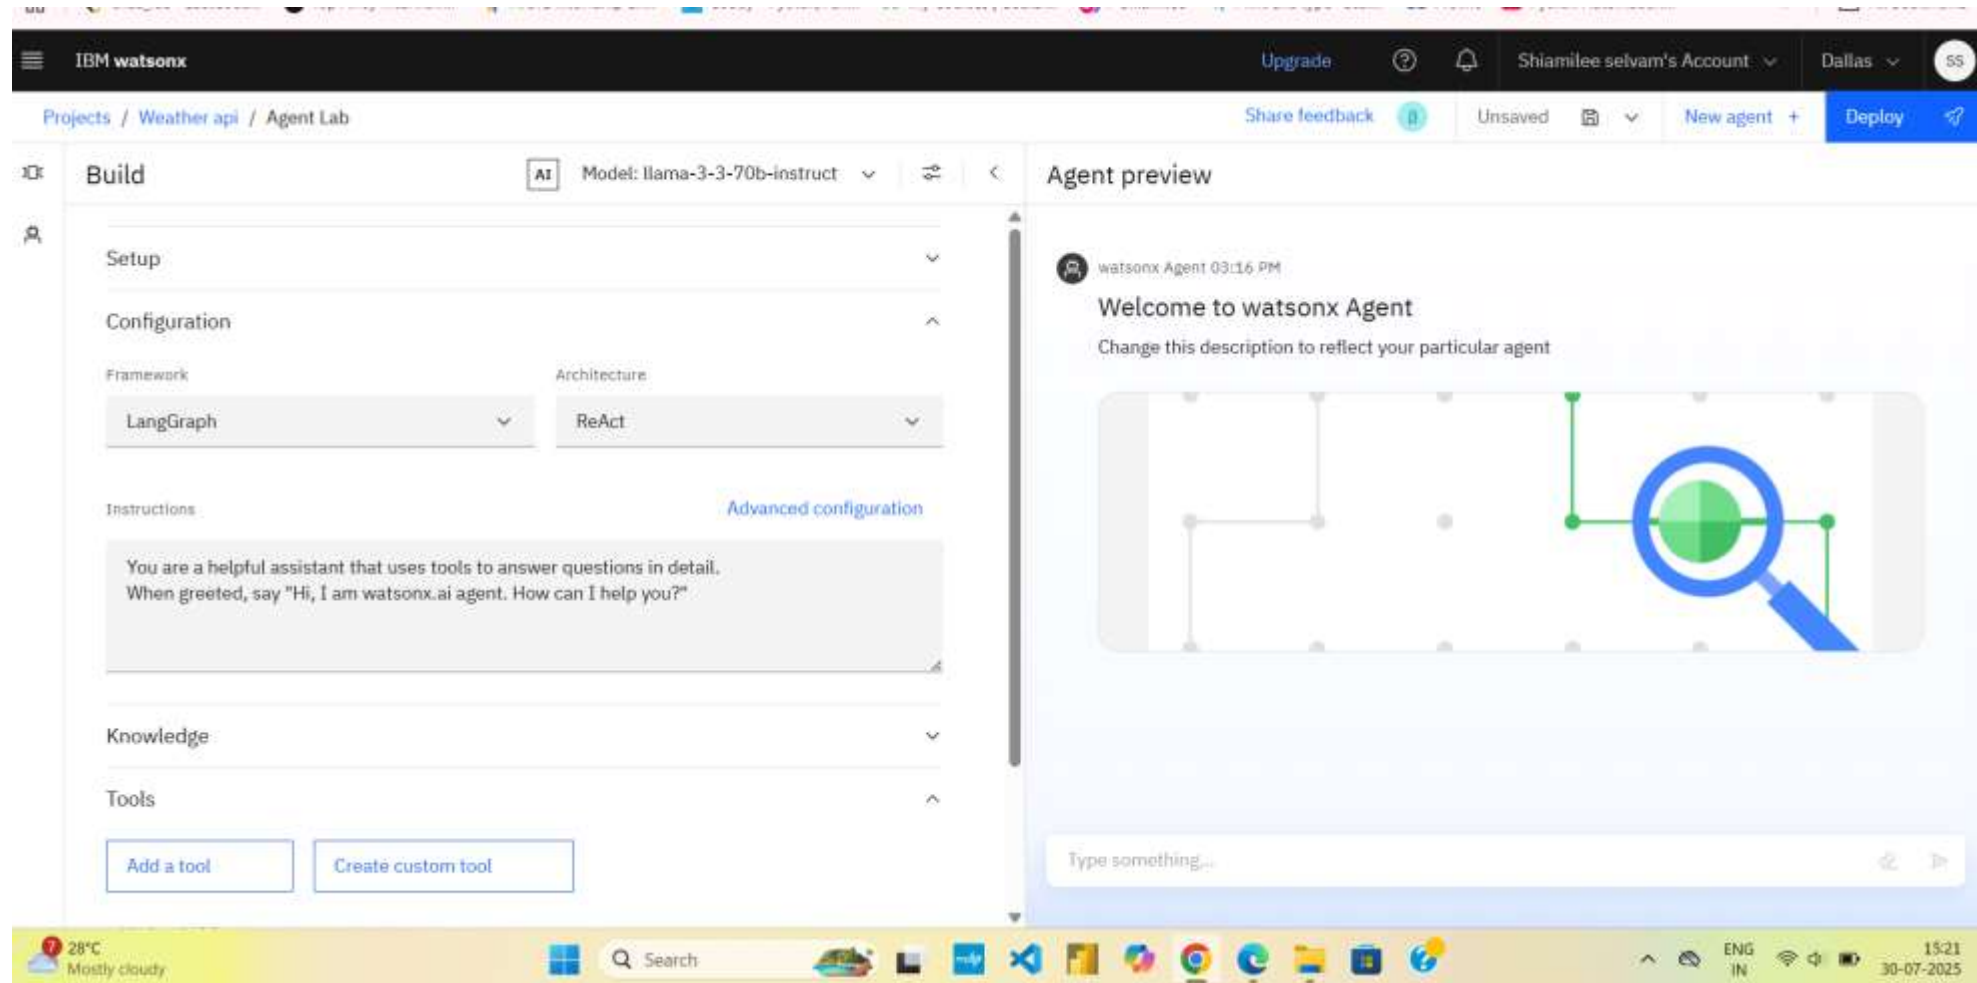 IBM watsonx
Upgrade
Shiamilee selvam's Account
Dallas
SS
Projects / Weather api / Agent Lab
Share feedback
Unsaved
New agent +
Deploy
Build
AI
Model: llama-3-3-70b-instruct
Agent preview
Setup
Configuration
Framework
Architecture
LangGraph
ReAct
Instructions
Advanced configuration
You are a helpful assistant that uses tools to answer questions in detail.
When greeted, say "Hi, I am watsonx.ai agent. How can I help you?"
Knowledge
Tools
Add a tool
Create custom tool
watsonx Agent 03:16 PM
Welcome to watsonx Agent
Change this description to reflect your particular agent
Type something...
7
28°C
Mostly cloudy
Search
ENG
IN
15:21
30-07-2025